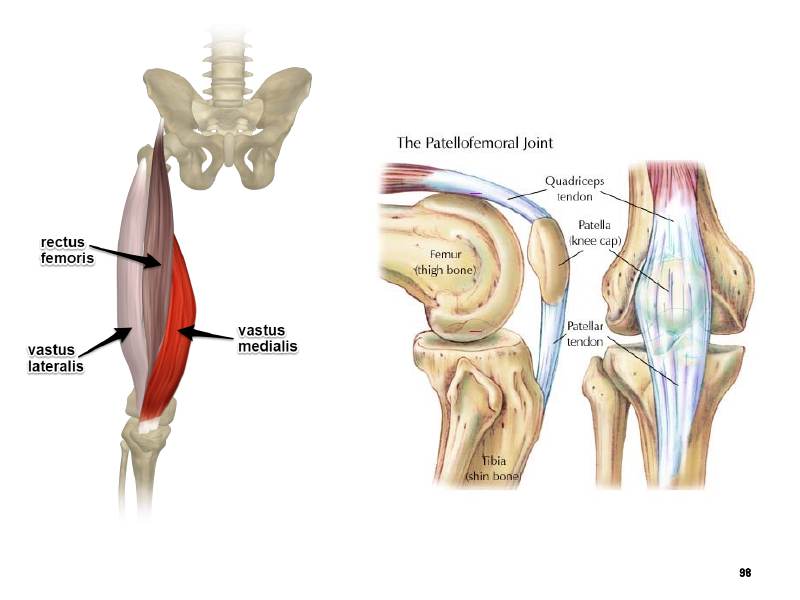 rectus
femoris
vastus
lateralis
vastus
medialis
The Patellofemoral Joint
Quadriceps
tendon
Patella
(knee cap)
Femur
(thigh bone)
Patellar
tendon
Tibia
(shin bone)
98